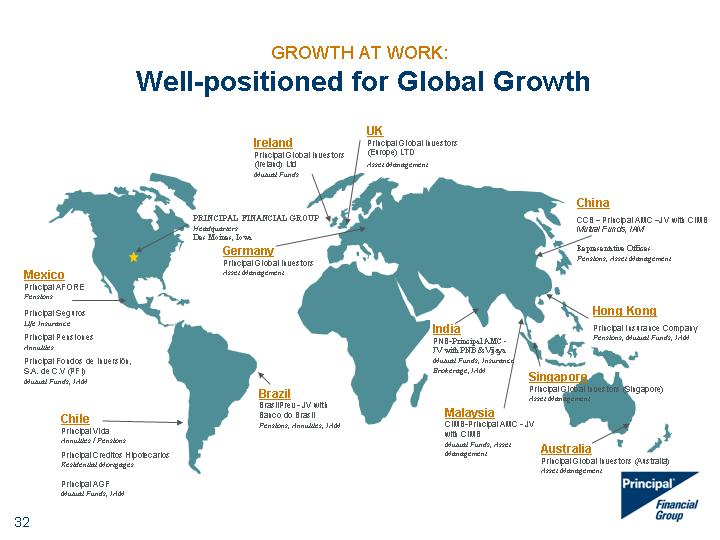 GROWTH AT WORK:
Well-positioned for Global Growth
UK
Principal Global Investors
(Europe) LTD
Asset Management
Ireland
Principal Global Investors
(Ireland) Ltd
Mutual Funds
China
CCB – Principal AMC –JV with CIMB
Mutual Funds, IAM
Representative Offices
Pensions, Asset Management
PRINCIPAL FINANCIAL GROUP
Headquarters
Des Moines, Iowa
Germany
Principal Global Investors
Asset Management
Mexico
Principal AFORE
Pensions
Principal Seguros
Life Insurance
Principal Pensiones
Annuities
Principal Fondos de Inversión,
S.A. de C.V (PFI)
Mutual Funds, IAM
Hong Kong
Principal Insurance Company
Pensions, Mutual Funds, IAM
India
PNB-Principal AMC -
JV with PNB & Vijaya
Mutual Funds, Insurance
Brokerage, IAM
Singapore
Principal Global Investors (Singapore)
Asset Management
Brazil
BrasilPrev - JV with
Banco do Brasil
Pensions, Annuities, IAM
Malaysia
CIMB-Principal AMC - JV
with CIMB
Mutual Funds, Asset
Management
Chile
Principal Vida
Annuities / Pensions
Principal Creditos Hipotecarios
Residential Mortgages
Principal AGF
Mutual Funds, IAM
Australia
Principal Global Investors (Australia)
Asset Management
Principal®
Financial
Group
32